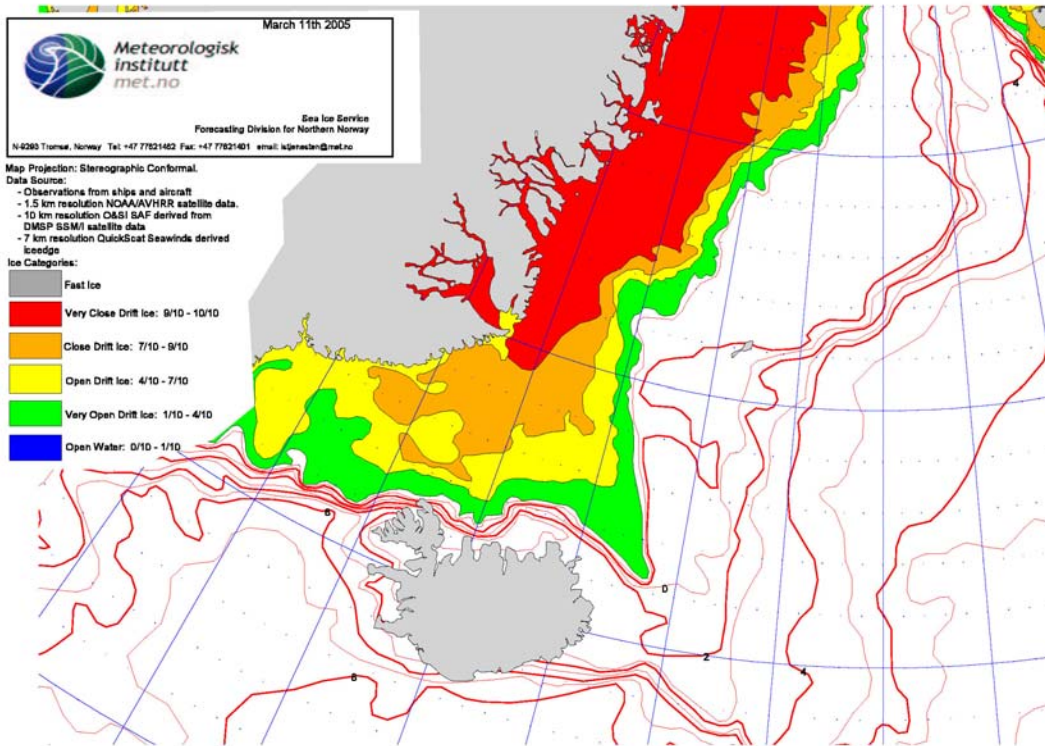 March 11th 2005
Meteorologisk
institutt
met.no
Sea Ice Service
Forecasting Division for Northern Norway
N-9293 Tromsø, Norway Tel: +47 77621462 Fax: +47 77621401 email: istjenesten@met.no
Map Projection: Stereographic Conformal.
Data Source:
- Observations from ships and aircraft
- 1.5 km resolution NOAA/AVHRR satellite data.
- 10 km resolution O&SI SAF derived from
DMSP SSM/I satellite data
- 7 km resolution QuickScat Seawinds derived
iceedge
Ice Categories:
Fast Ice
Very Close Drift Ice: 9/10 - 10/10
Close Drift Ice: 7/10 - 9/10
Open Drift Ice: 4/10 - 7/10
Very Open Drift Ice: 1/10 - 4/10
Open Water: 0/10 - 1/10
4
6
0
2
4
6